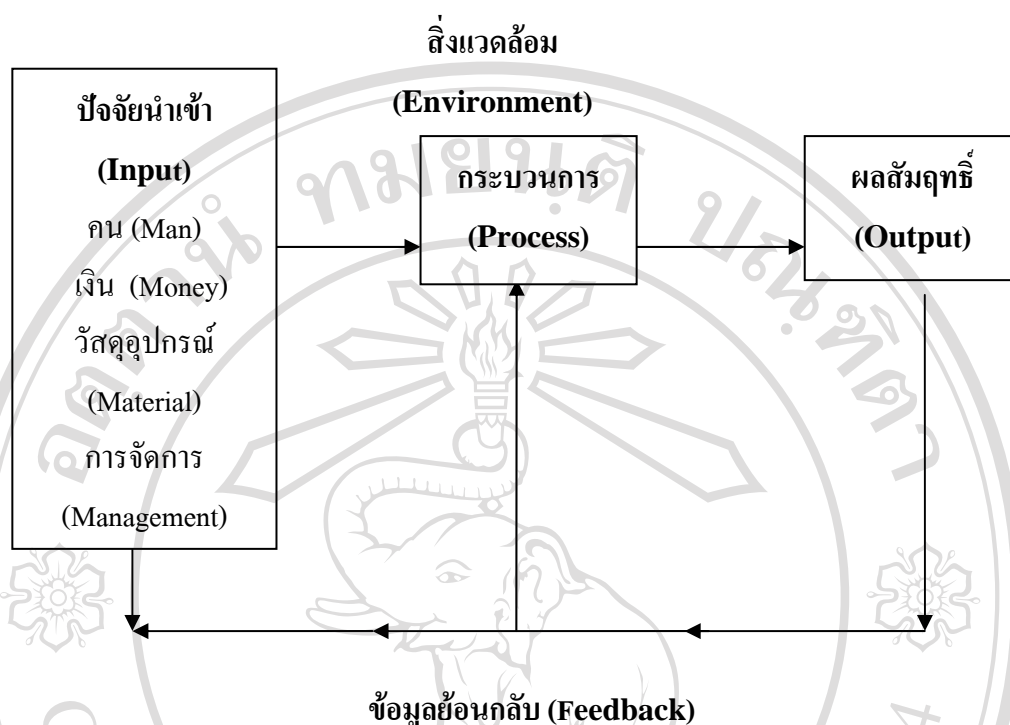 สิ่งแวดล้อม
(Environment)
ปัจจัยนำเข้า
(Input)
คน (Man)
เงิน (Money)
วัสดุอุปกรณ์
(Material)
การจัดการ
(Management)
กระบวนการ
(Process)
ผลสัมฤทธิ์
(Output)
ข้อมูลย้อนกลับ (Feedback)